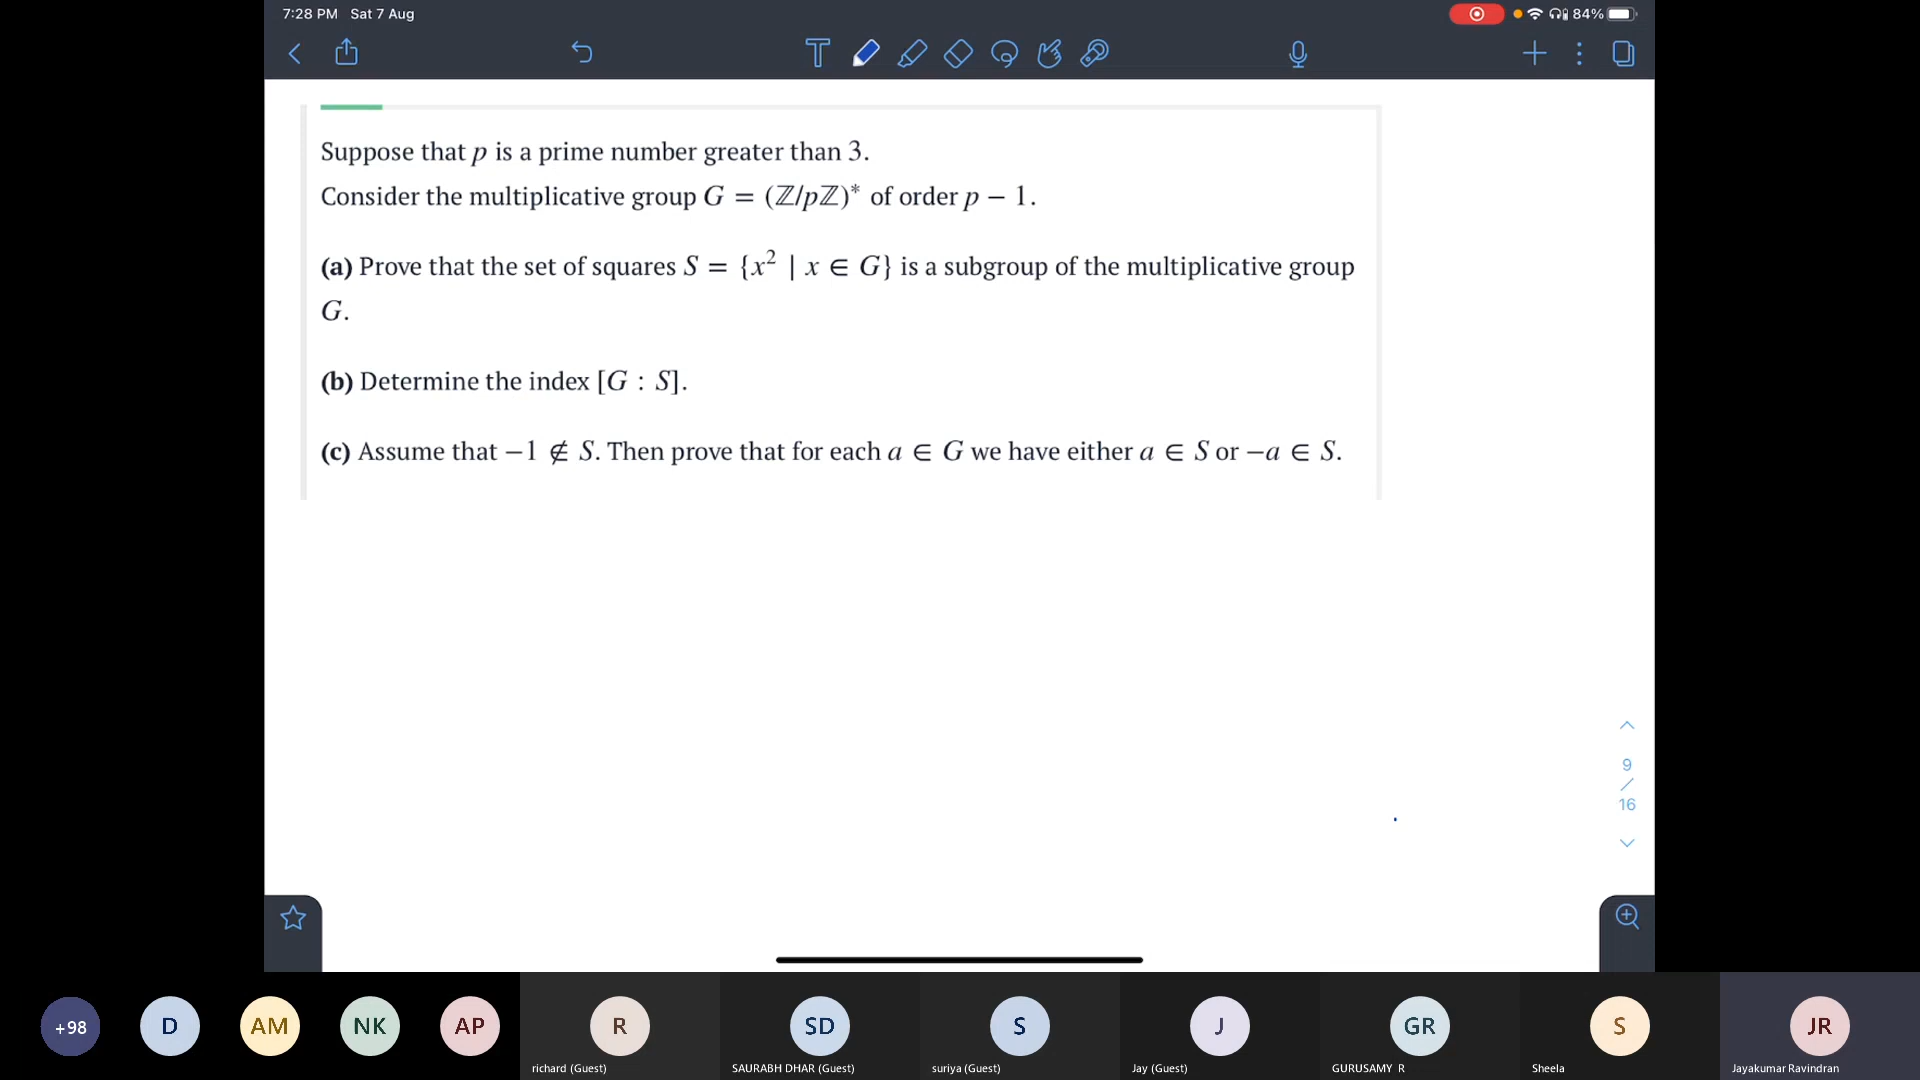 7:28 PM Sat 7 Aug
84%
Suppose that p is a prime number greater than 3.
Consider the multiplicative group G = (ℤ/pℤ)* of order p − 1.
(a) Prove that the set of squares S = {x² | x ∈ G} is a subgroup of the multiplicative group
G.
(b) Determine the index [G : S].
(c) Assume that −1 ∉ S. Then prove that for each a ∈ G we have either a ∈ S or −a ∈ S.
9
/
16
+98 D AM NK AP R SD S J GR S JR
richard (Guest) SAURABH DHAR (Guest) suriya (Guest) Jay (Guest) GURUSAMY R Sheela Jayakumar Ravindran